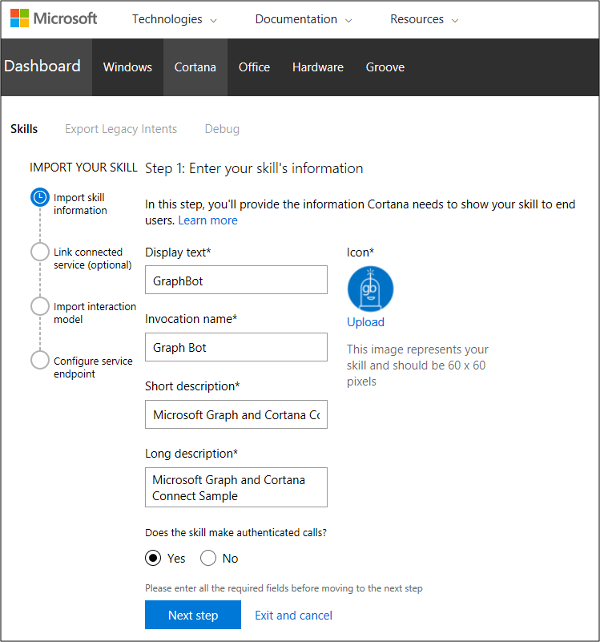 Microsoft Technologies Documentation Resources
Dashboard Windows Cortana Office Hardware Groove
Skills Export Legacy Intents Debug
IMPORT YOUR SKILL
Import skill
information
Link connected
service (optional)
Import interaction
model
Configure service
endpoint
Step 1: Enter your skill's information
In this step, you'll provide the information Cortana needs to show your skill to end
users. Learn more
Display text*
GraphBot
Icon*
gb
Upload
This image represents your
skill and should be 60 x 60
pixels
Invocation name*
Graph Bot
Short description*
Microsoft Graph and Cortana Co
Long description*
Microsoft Graph and Cortana
Connect Sample
Does the skill make authenticated calls?
Yes No
Please enter all the required fields before moving to the next step
Next step Exit and cancel